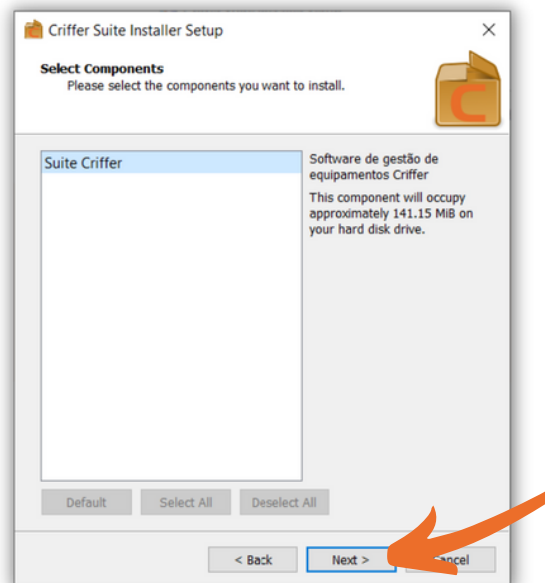 Criffer Suite Installer Setup
Select Components
Please select the components you want to install.
C
Suite Criffer
Software de gestão de
equipamentos Criffer
This component will occupy
approximately 141.15 MiB on
your hard disk drive.
Default Select All Deselect All
< Back Next >